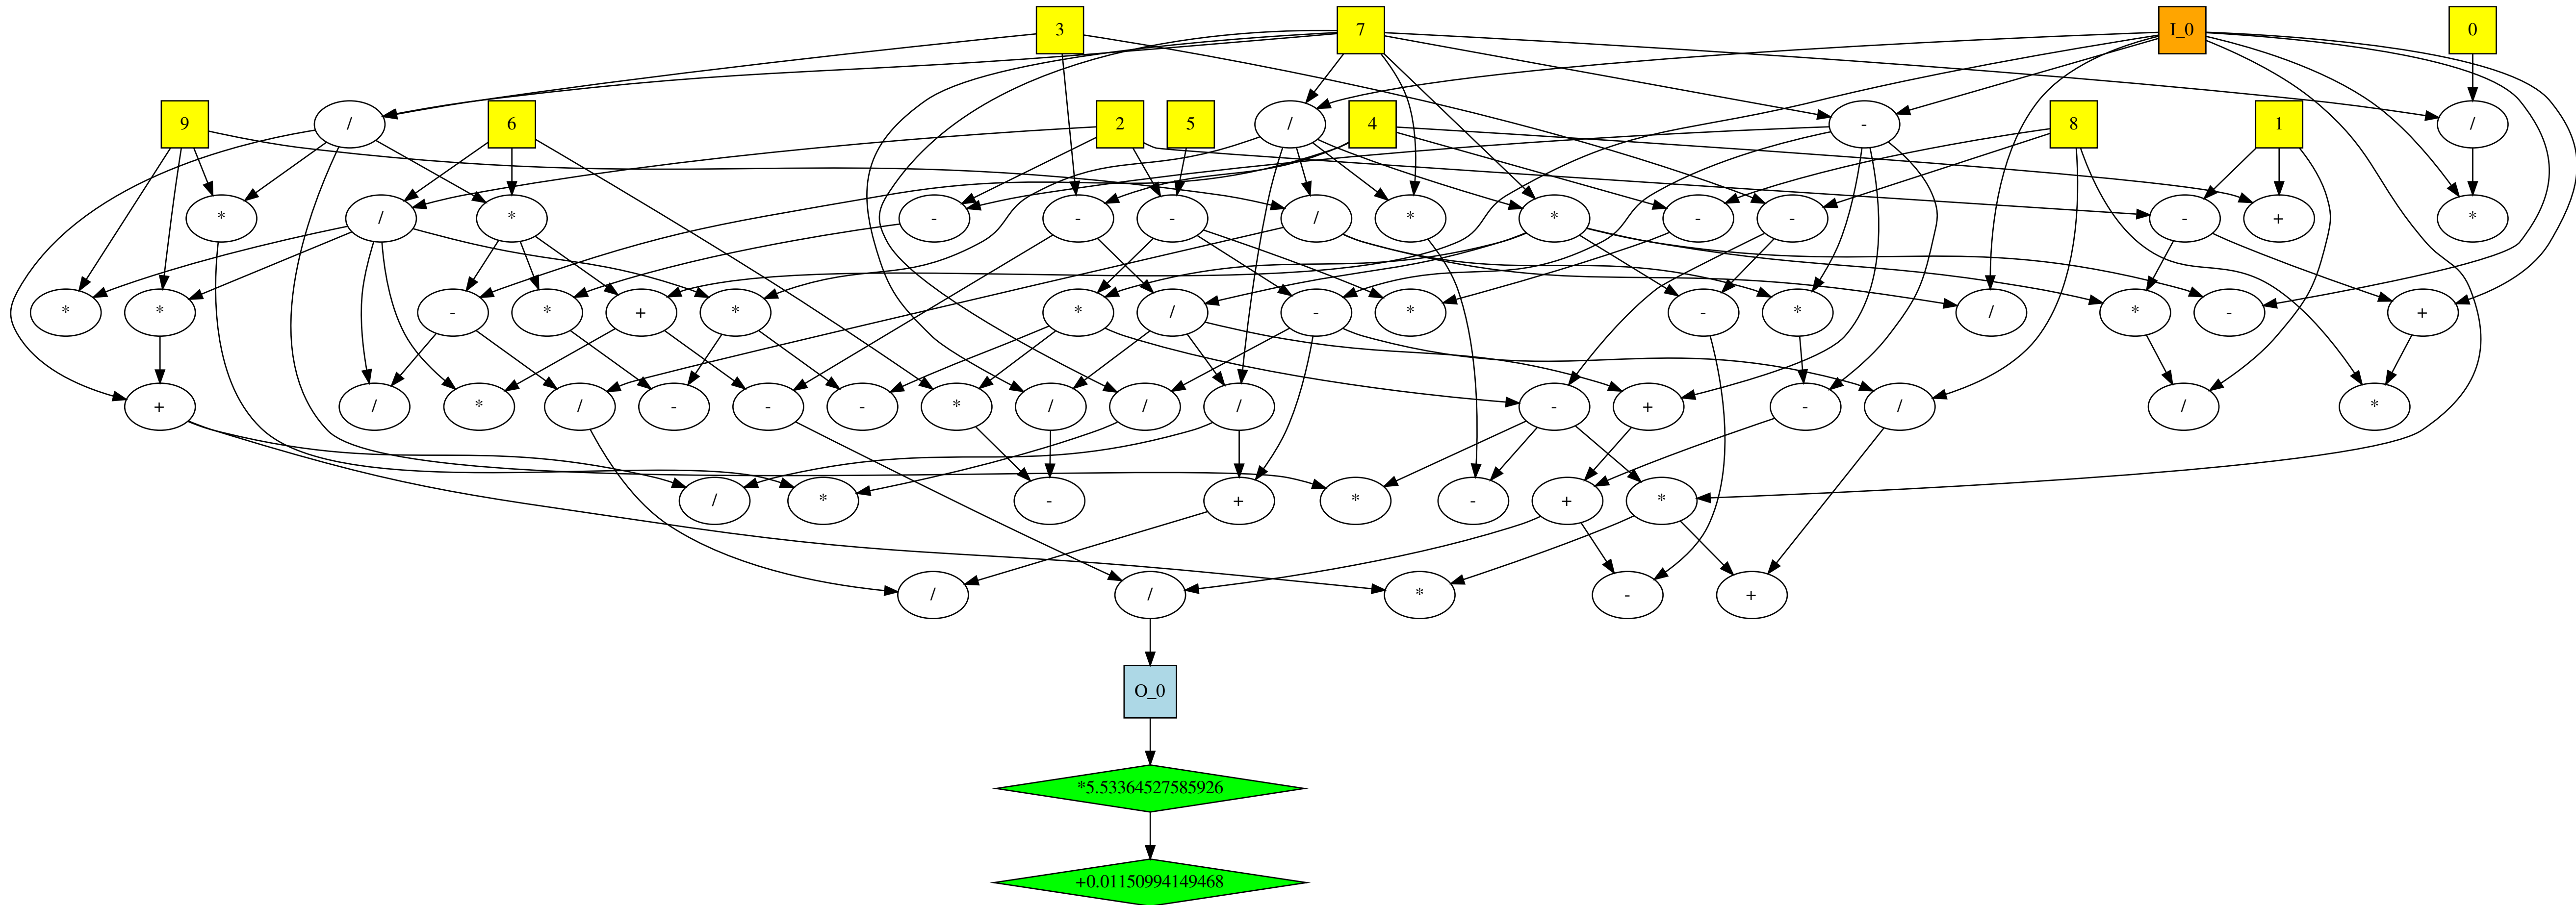 3 7 I_0 0
9 / 6 2 5 / 4 - 8 1 /
* / * - - - / * * - - - + *
* * - * + * * / - * - * / * - +
+ / * / - - - * / / / - + - / / *
/ * - + * - + *
/ / * - +
O_0
*5.53364527585926
+0.01150994149468